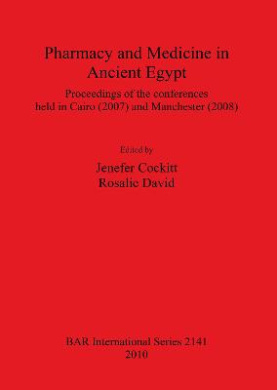 Pharmacy and Medicine in
Ancient Egypt
Proceedings of the conferences
held in Cairo (2007) and Manchester (2008)
Edited by
Jenefer Cockitt
Rosalie David
BAR International Series 2141
2010